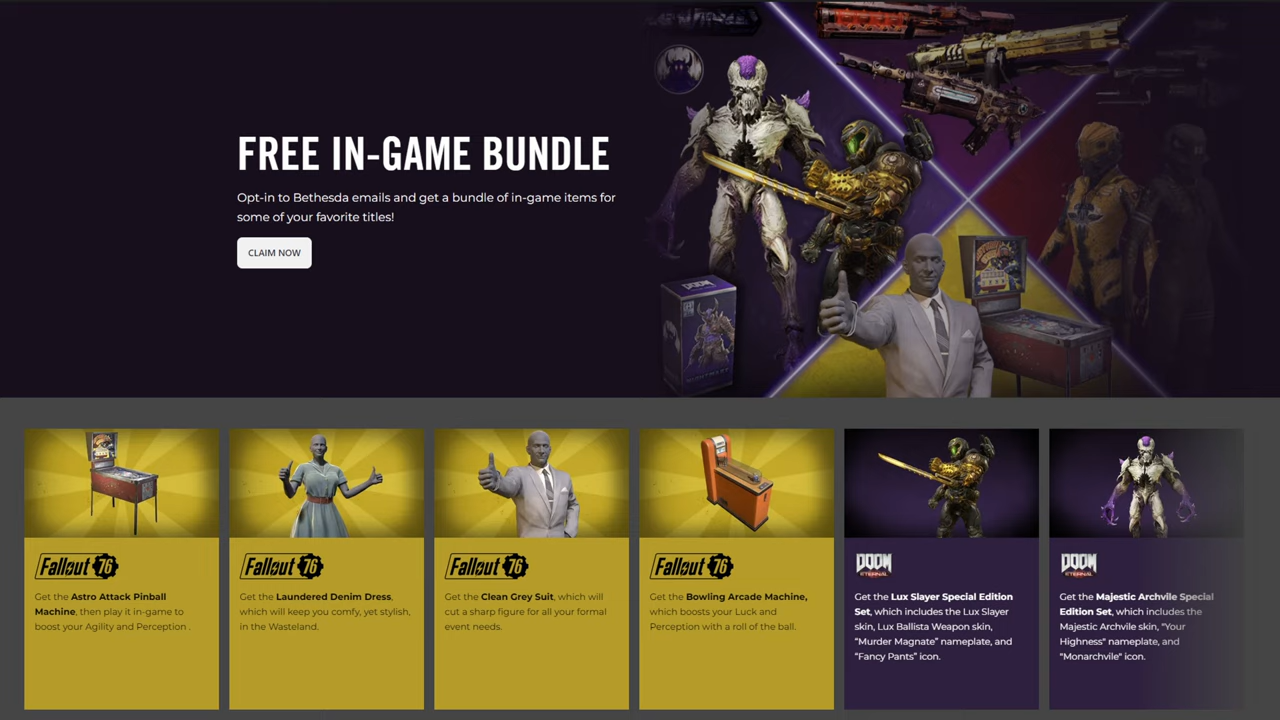 FREE IN-GAME BUNDLE
Opt-in to Bethesda emails and get a bundle of in-game items for
some of your favorite titles!
CLAIM NOW
DOOM
Fallout 76
Get the Astro Attack Pinball
Machine, then play it in-game to
boost your Agility and Perception .
Fallout 76
Get the Laundered Denim Dress,
which will keep you comfy, yet stylish,
in the Wasteland.
Fallout 76
Get the Clean Grey Suit, which will
cut a sharp figure for all your formal
event needs.
Fallout 76
Get the Bowling Arcade Machine,
which boosts your Luck and
Perception with a roll of the ball.
DOOM
ETERNAL
Get the Lux Slayer Special Edition
Set, which includes the Lux Slayer
skin, Lux Ballista Weapon skin,
“Murder Magnate” nameplate, and
“Fancy Pants” icon.
DOOM
ETERNAL
Get the Majestic Archvile Special
Edition Set, which includes the
Majestic Archvile skin, "Your
Highness" nameplate, and
"Monarchvile" icon.